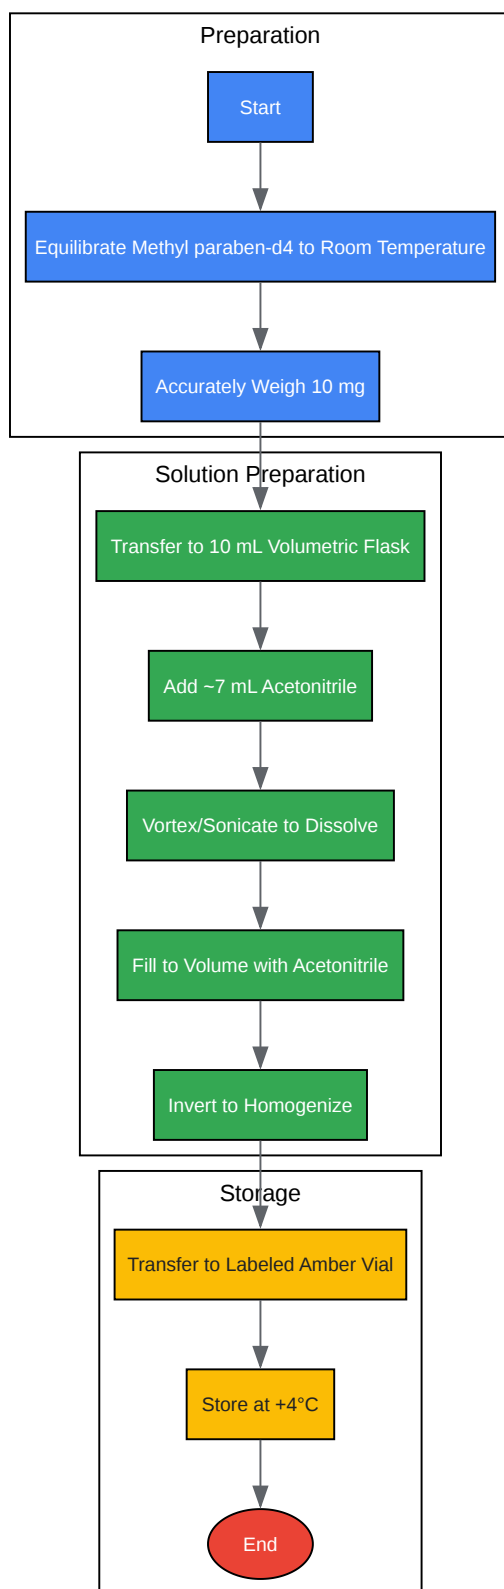 Preparation
Start
Equilibrate Methyl paraben-d4 to Room Temperature
Accurately Weigh 10 mg
Solution Preparation
Transfer to 10 mL Volumetric Flask
Add ~7 mL Acetonitrile
Vortex/Sonicate to Dissolve
Fill to Volume with Acetonitrile
Invert to Homogenize
Storage
Transfer to Labeled Amber Vial
Store at +4°C
End